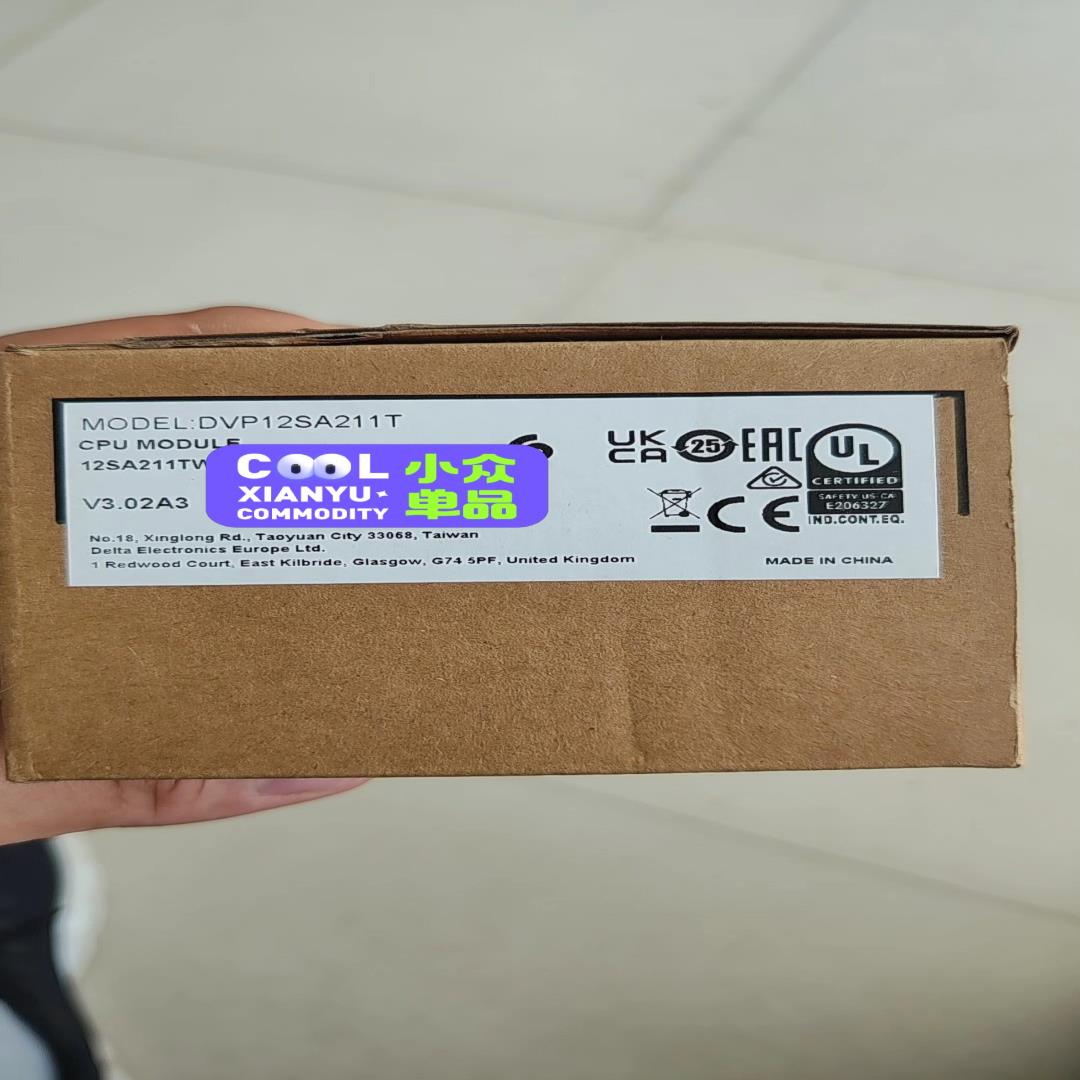 MODEL:DVP12SA211T
CPU MODULE
12SA211TW
V3.02A3
COOL 小众
XIANYU
COMMODITY 单品
No.18, Xinglong Rd., Taoyuan City 33068, Taiwan
Delta Electronics Europe Ltd.
1 Redwood Court, East Kilbride, Glasgow, G74 5PF, United Kingdom
UK
CA
25
EAC
UL
CERTIFIED
SAFETY US-CA
E206327
IND.CONT.EQ.
CE
MADE IN CHINA